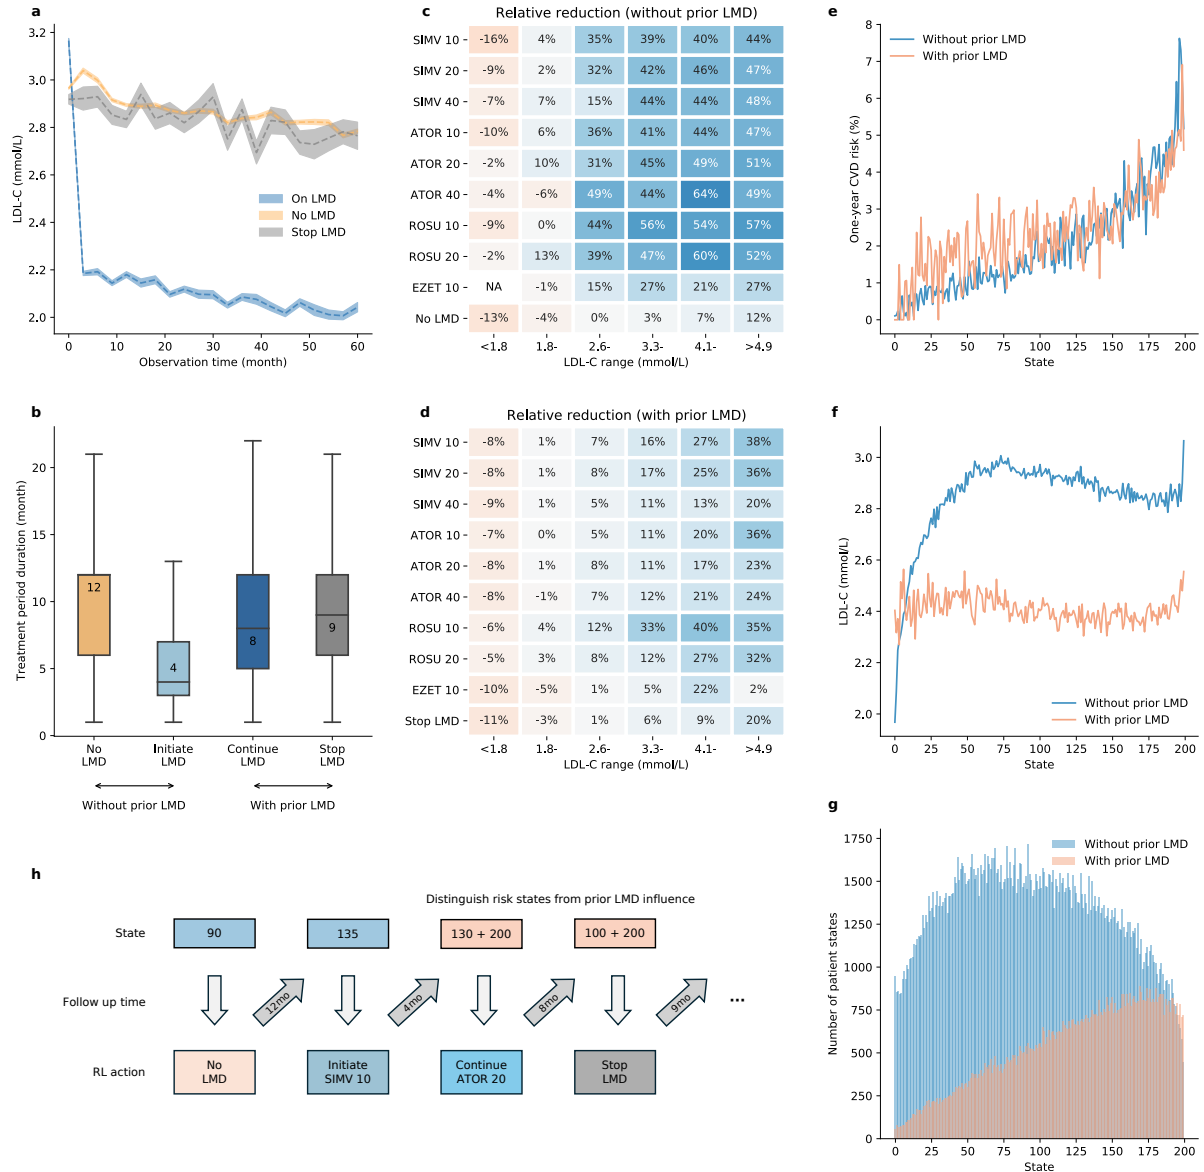 a
3.2
3.0
2.8
2.6
2.4
2.2
2.0
LDL-C (mmol/L)
On LMD
No LMD
Stop LMD
0 10 20 30 40 50 60
Observation time (month)
b
20
15
10
5
0
Treatment period duration (month)
12
4
8
9
No LMD
Initiate LMD
Continue LMD
Stop LMD
Without prior LMD
With prior LMD
c
Relative reduction (without prior LMD)
SIMV 10 -16% 4% 35% 39% 40% 44%
SIMV 20 -9% 2% 32% 42% 46% 47%
SIMV 40 -7% 7% 15% 44% 44% 48%
ATOR 10 -10% 6% 36% 41% 44% 47%
ATOR 20 -2% 10% 31% 45% 49% 51%
ATOR 40 -4% -6% 49% 44% 64% 49%
ROSU 10 -9% 0% 44% 56% 54% 57%
ROSU 20 -2% 13% 39% 47% 60% 52%
EZET 10 NA -1% 15% 27% 21% 27%
No LMD -13% -4% 0% 3% 7% 12%
<1.8 1.8- 2.6- 3.3- 4.1- >4.9
LDL-C range (mmol/L)
d
Relative reduction (with prior LMD)
SIMV 10 -8% 1% 7% 16% 27% 38%
SIMV 20 -8% 1% 8% 17% 25% 36%
SIMV 40 -9% 1% 5% 11% 13% 20%
ATOR 10 -7% 0% 5% 11% 20% 36%
ATOR 20 -8% 1% 8% 11% 17% 23%
ATOR 40 -8% -1% 7% 12% 21% 24%
ROSU 10 -6% 4% 12% 33% 40% 35%
ROSU 20 -5% 3% 8% 12% 27% 32%
EZET 10 -10% -5% 1% 5% 22% 2%
Stop LMD -11% -3% 1% 6% 9% 20%
<1.8 1.8- 2.6- 3.3- 4.1- >4.9
LDL-C range (mmol/L)
e
8
7
6
5
4
3
2
1
0
One-year CVD risk (%)
Without prior LMD
With prior LMD
0 25 50 75 100 125 150 175 200
State
f
3.0
2.8
2.6
2.4
2.2
2.0
LDL-C (mmol/L)
Without prior LMD
With prior LMD
0 25 50 75 100 125 150 175 200
State
g
1750
1500
1250
1000
750
500
250
0
Number of patient states
Without prior LMD
With prior LMD
0 25 50 75 100 125 150 175 200
State
h
Distinguish risk states from prior LMD influence
State 90 135 130 + 200 100 + 200
Follow up time 12mo 4mo 8mo 9mo ...
RL action
No LMD
Initiate SIMV 10
Continue ATOR 20
Stop LMD